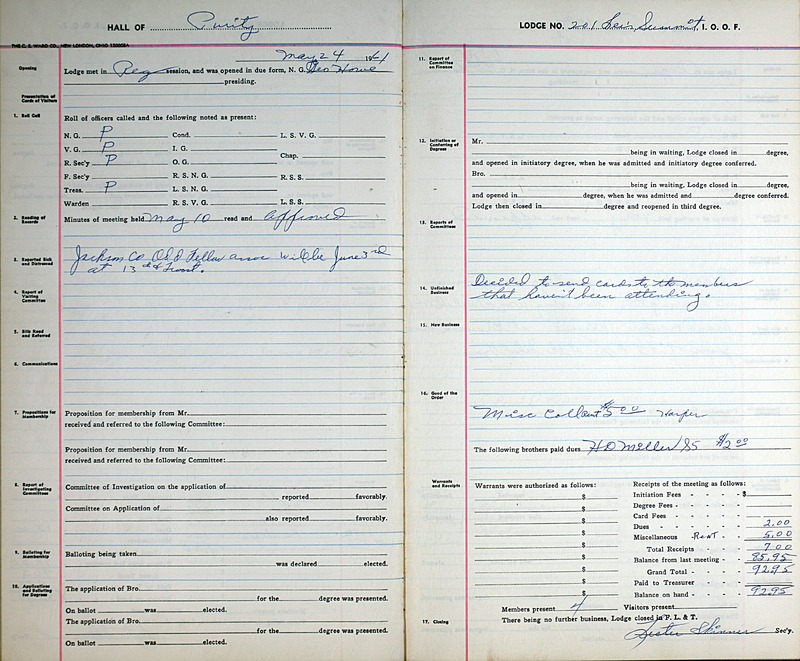 HALL OF Purity
THE C. E. WARD CO., NEW LONDON, OHIO
May 24 1961
Opening
Lodge met in Reg session, and was opened in due form, N. G. Geo Howe
presiding.
Presentation of
Cards of Visitors
1. Roll Call
Roll of officers called and the following noted as present:
N. G. P Cond. L. S. V. G.
V. G. P I. G.
Chap.
R. Sec'y P O. G.
F. Sec'y R. S. N. G. R. S. S.
Treas. P L. S. N. G.
Warden R. S. V. G. L. S. S.
2. Reading of
Records
Minutes of meeting held May 10 read and approved
3. Reported Sick
and Distressed
Jackson Co. Odd Fellow assoc will be June 3rd
at 13th & Troost.
4. Report of
Visiting
Committee
5. Bills Read
and Referred
6. Communications
7. Propositions for
Membership
Proposition for membership from Mr.
received and referred to the following Committee:
Proposition for membership from Mr.
received and referred to the following Committee:
8. Report of
Investigating
Committees
Committee of Investigation on the application of
reported favorably.
Committee on Application of
also reported favorably.
9. Balloting for
Membership
Balloting being taken
was declared elected.
10. Applications
and Balloting
for Degrees
The application of Bro.
for the degree was presented.
On ballot was elected.
The application of Bro.
for the degree was presented.
On ballot was elected.
LODGE NO. 201 Lee's Summit, I. O. O. F.
11. Report of
Committee
on Finance
12. Initiation or
Conferring of
Degrees
Mr.
being in waiting, Lodge closed in degree,
and opened in initiatory degree, when he was admitted and initiatory degree conferred.
Bro.
being in waiting, Lodge closed in degree,
and opened in degree, when he was admitted and degree conferred.
Lodge then closed in degree and reopened in third degree.
13. Reports of
Committees
14. Unfinished
Business
Decided to send cards to the members
that haven't been attending.
15. New Business
16. Good of the
Order
Misc Collent $5.00 Harper
The following brothers paid dues H O Miller 85 $2.00
Warrants
and Receipts
Warrants were authorized as follows:
$
$
$
$
$
$
$
$
$
Receipts of the meeting as follows:
Initiation Fees - - - - $
Degree Fees - - - -
Card Fees - - - -
Dues - - - - 2.00
Miscellaneous - Rent - - 5.00
Total Receipts - - 7.00
Balance from last meeting - 85.95
Grand Total - - 92.95
Paid to Treasurer - -
Balance on hand - - 92.95
Members present 4 Visitors present
17. Closing
There being no further business, Lodge closed in F. L. & T.
Lester Skinner Sec'y.